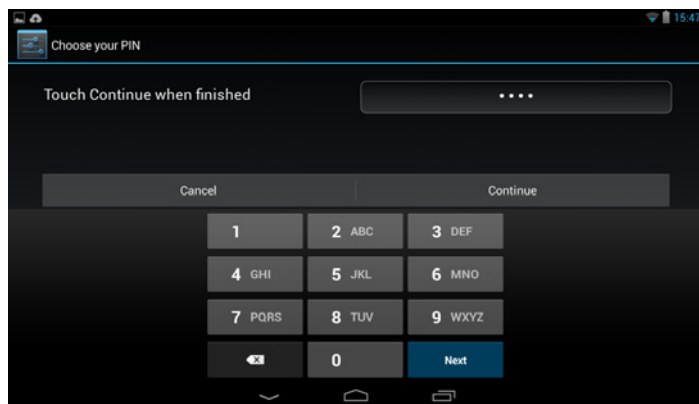 15:47
Choose your PIN
Touch Continue when finished
••••
Cancel Continue
1 2 ABC 3 DEF
4 GHI 5 JKL 6 MNO
7 PQRS 8 TUV 9 WXYZ
0 Next